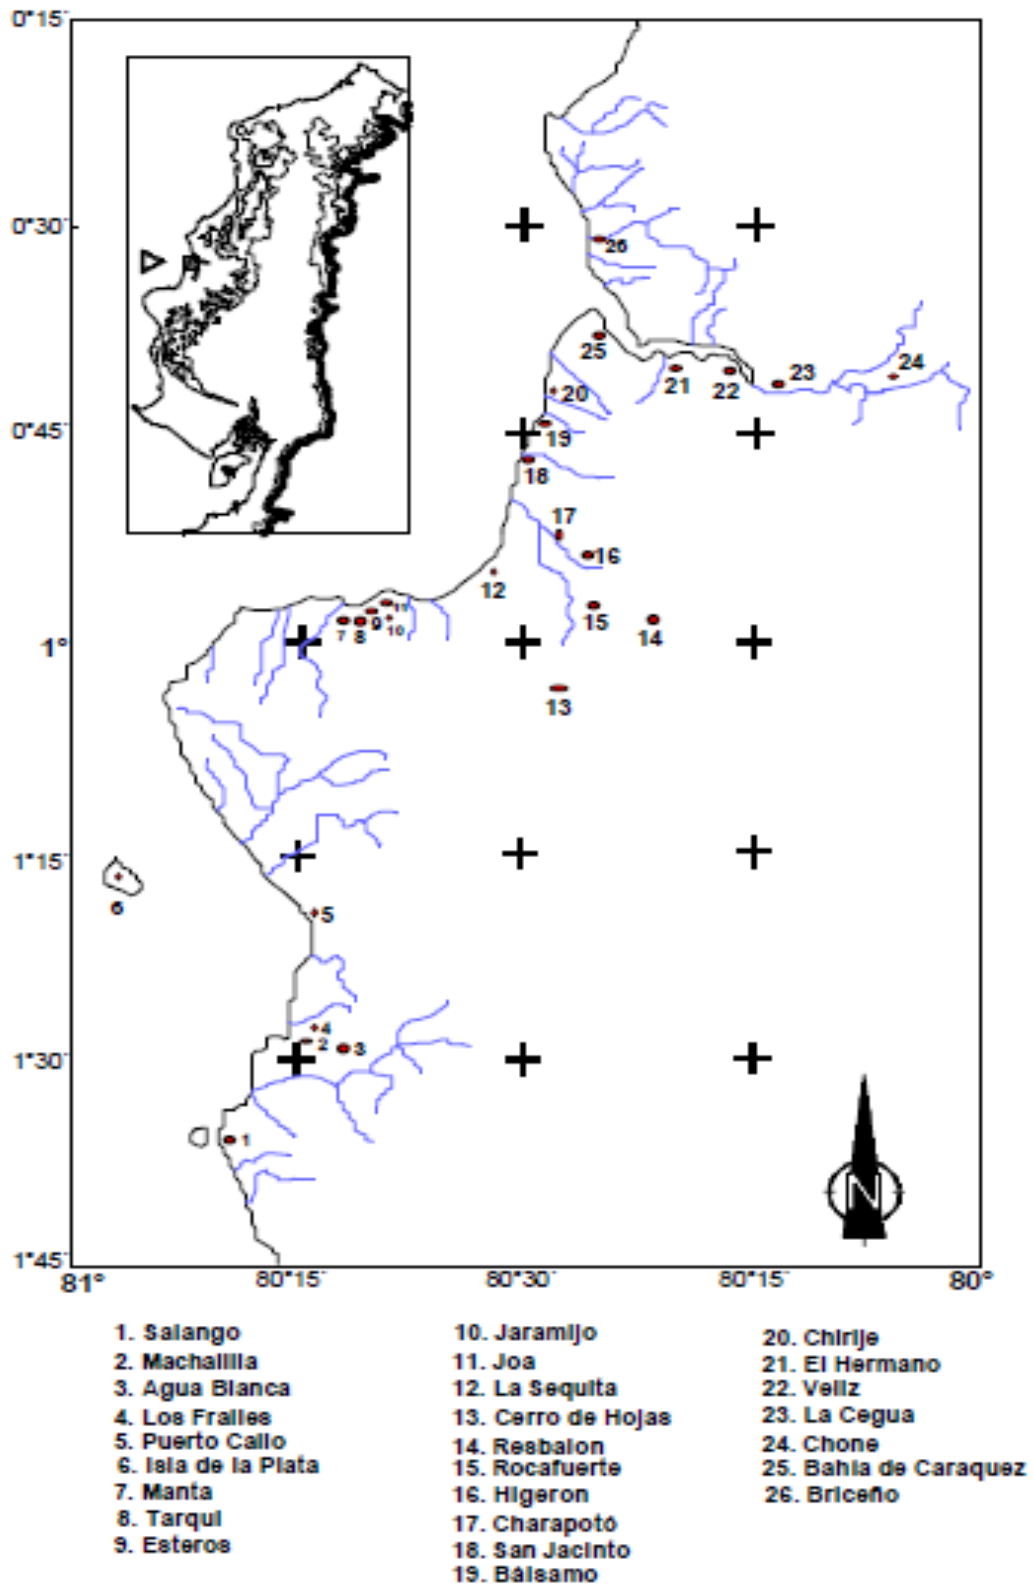 0°15´
0°30´
26
25
24
23
22
21
20
0°45´
19
18
17
16
12
11
10
9
8
7
15
14
1°
13
1°15´
6
5
4
2
3
1°30´
1
N
1°45´
81°
80°15´
80°30´
80°15´
80°
1. Salango
2. Machalilla
3. Agua Blanca
4. Los Frailes
5. Puerto Callo
6. Isla de la Plata
7. Manta
8. Tarqui
9. Esteros
10. Jaramijo
11. Joa
12. La Sequita
13. Cerro de Hojas
14. Resbalon
15. Rocafuerte
16. Higeron
17. Charapotó
18. San Jacinto
19. Bálsamo
20. Chirije
21. El Hermano
22. Veliz
23. La Cegua
24. Chone
25. Bahia de Caraquez
26. Briceño